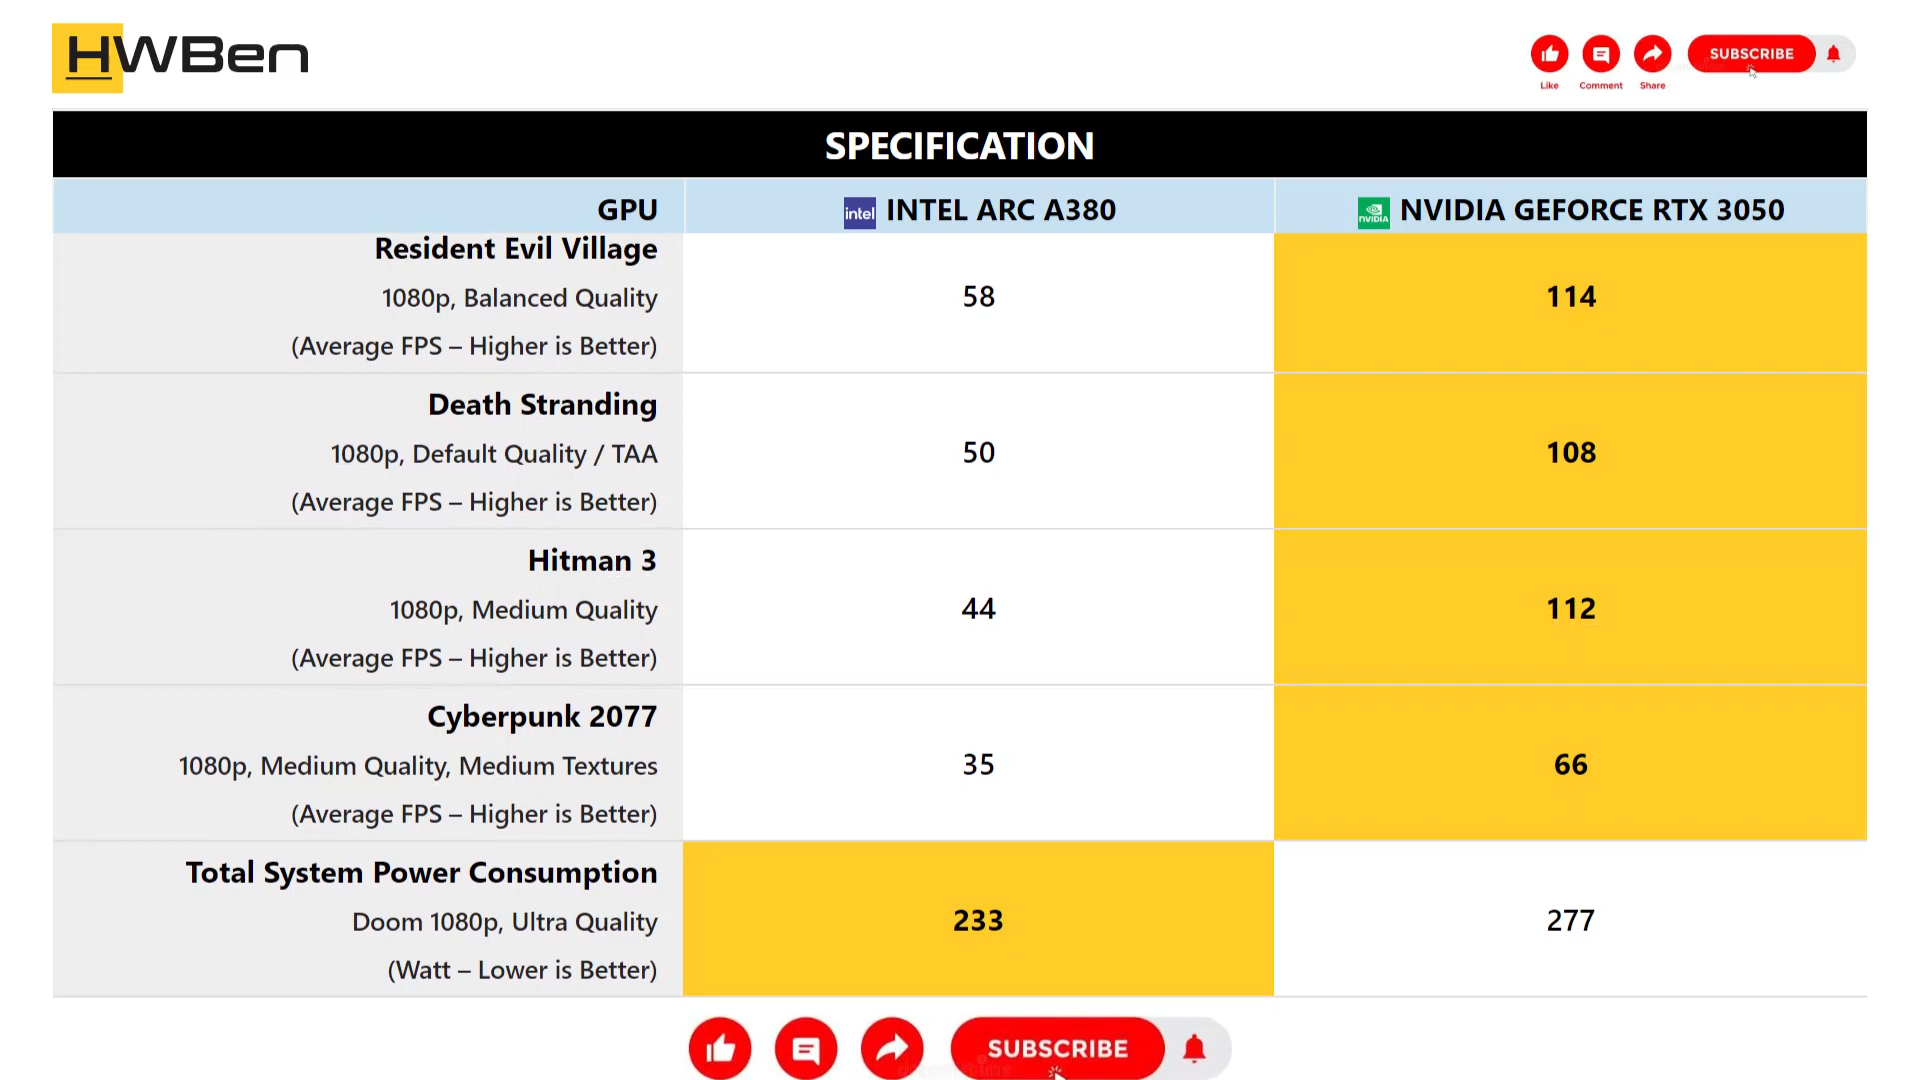 HWBen
SUBSCRIBE
Like Comment Share
SPECIFICATION
GPU intel INTEL ARC A380 NVIDIA NVIDIA GEFORCE RTX 3050
Resident Evil Village
1080p, Balanced Quality 58 114
(Average FPS – Higher is Better)
Death Stranding
1080p, Default Quality / TAA 50 108
(Average FPS – Higher is Better)
Hitman 3
1080p, Medium Quality 44 112
(Average FPS – Higher is Better)
Cyberpunk 2077
1080p, Medium Quality, Medium Textures 35 66
(Average FPS – Higher is Better)
Total System Power Consumption
Doom 1080p, Ultra Quality 233 277
(Watt – Lower is Better)
SUBSCRIBE